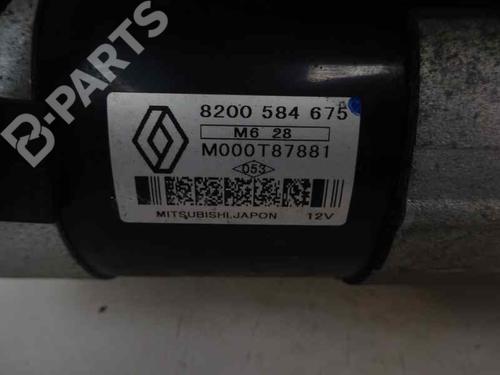 B-PARTS
8200 584 675
M6 28
M000T87881
053
MITSUBISHI.JAPON 12V